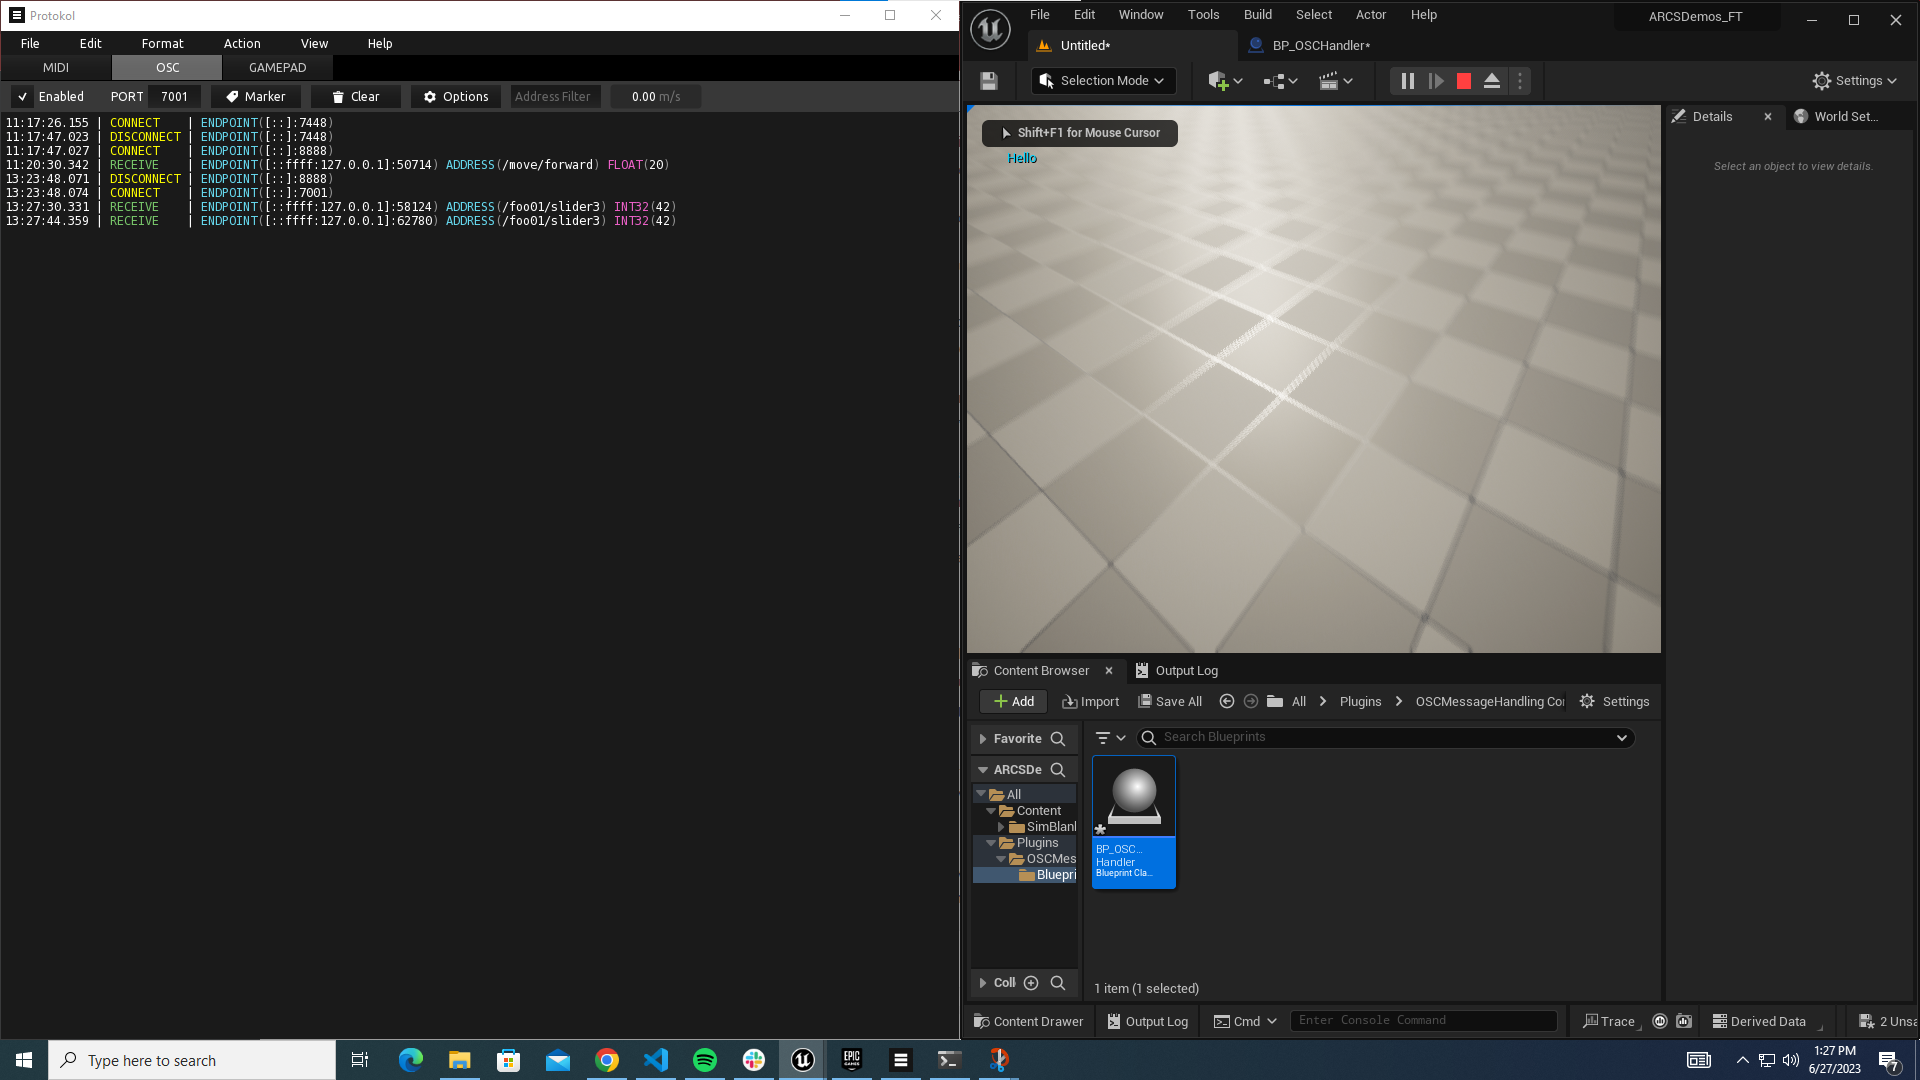 Protokol
File Edit Format Action View Help
MIDI OSC GAMEPAD
Enabled PORT 7001 Marker Clear Options Address Filter 0.00 m/s
11:17:26.155 | CONNECT | ENDPOINT([::]:7448)
11:17:47.023 | DISCONNECT | ENDPOINT([::]:7448)
11:17:47.027 | CONNECT | ENDPOINT([::]:8888)
11:20:30.342 | RECEIVE | ENDPOINT([::ffff:127.0.0.1]:50714) ADDRESS(/move/forward) FLOAT(20)
13:23:48.071 | DISCONNECT | ENDPOINT([::]:8888)
13:23:48.074 | CONNECT | ENDPOINT([::]:7001)
13:27:30.331 | RECEIVE | ENDPOINT([::ffff:127.0.0.1]:58124) ADDRESS(/foo01/slider3) INT32(42)
13:27:44.359 | RECEIVE | ENDPOINT([::ffff:127.0.0.1]:62780) ADDRESS(/foo01/slider3) INT32(42)
File Edit Window Tools Build Select Actor Help
ARCSDemos_FT
Untitled* BP_OSCHandler*
Selection Mode Settings
Shift+F1 for Mouse Cursor
Hello
Details World Set...
Select an object to view details.
Content Browser Output Log
Add Import Save All All Plugins OSCMessageHandling Co Settings
Favorite
Search Blueprints
ARCSDe
All
Content
SimBlank
Plugins
OSCMes
Bluepri
BP_OSC...
Handler
Blueprint Cla...
Coll
1 item (1 selected)
Content Drawer Output Log Cmd Enter Console Command Trace Derived Data 2 Unsa
Type here to search
EPIC GAMES
1:27 PM
6/27/2023
7